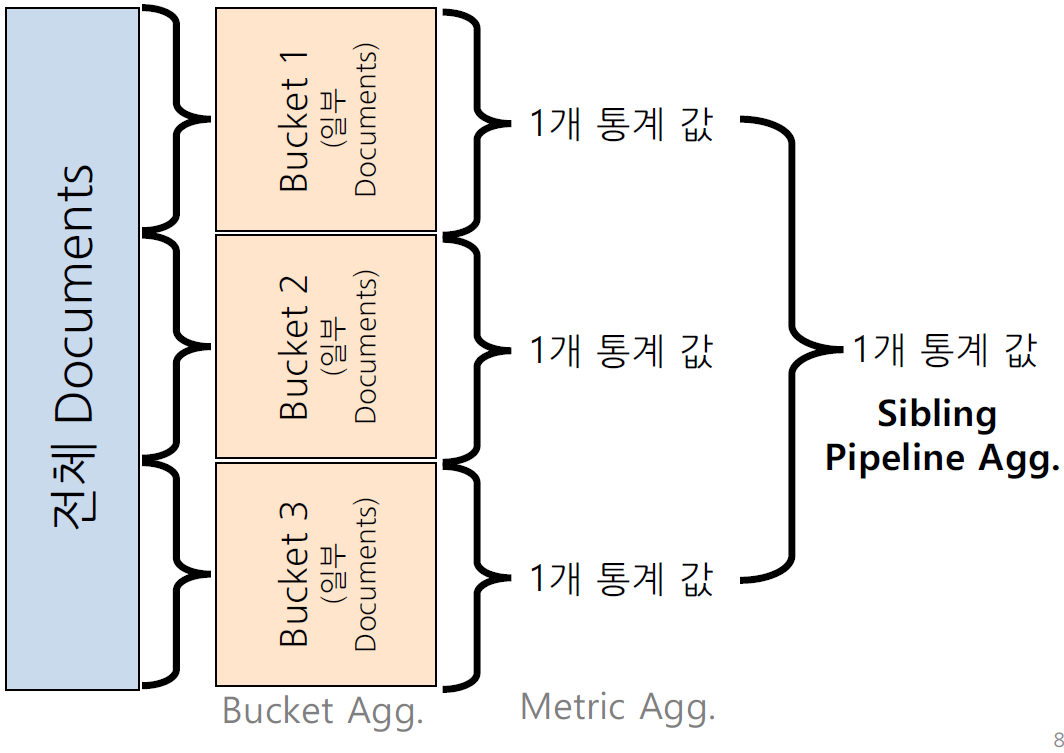 전체 Documents
Bucket 1
(일부
Documents)
1개 통계 값
Bucket 2
(일부
Documents)
1개 통계 값
1개 통계 값
Sibling
Pipeline Agg.
Bucket 3
(일부
Documents)
1개 통계 값
Bucket Agg.
Metric Agg.
8